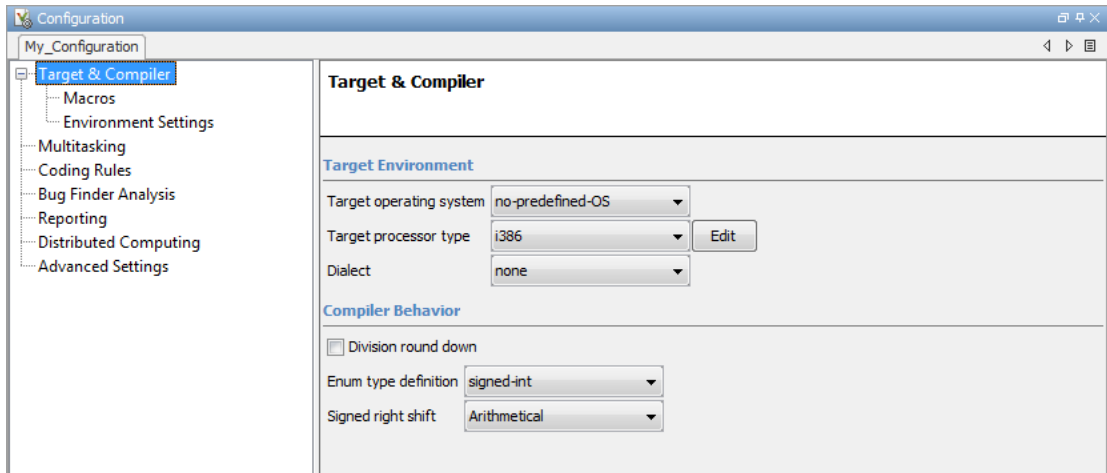 Configuration
My_Configuration
Target & Compiler
Macros
Environment Settings
Multitasking
Coding Rules
Bug Finder Analysis
Reporting
Distributed Computing
Advanced Settings
Target & Compiler
Target Environment
Target operating system no-predefined-OS
Target processor type i386 Edit
Dialect none
Compiler Behavior
Division round down
Enum type definition signed-int
Signed right shift Arithmetical